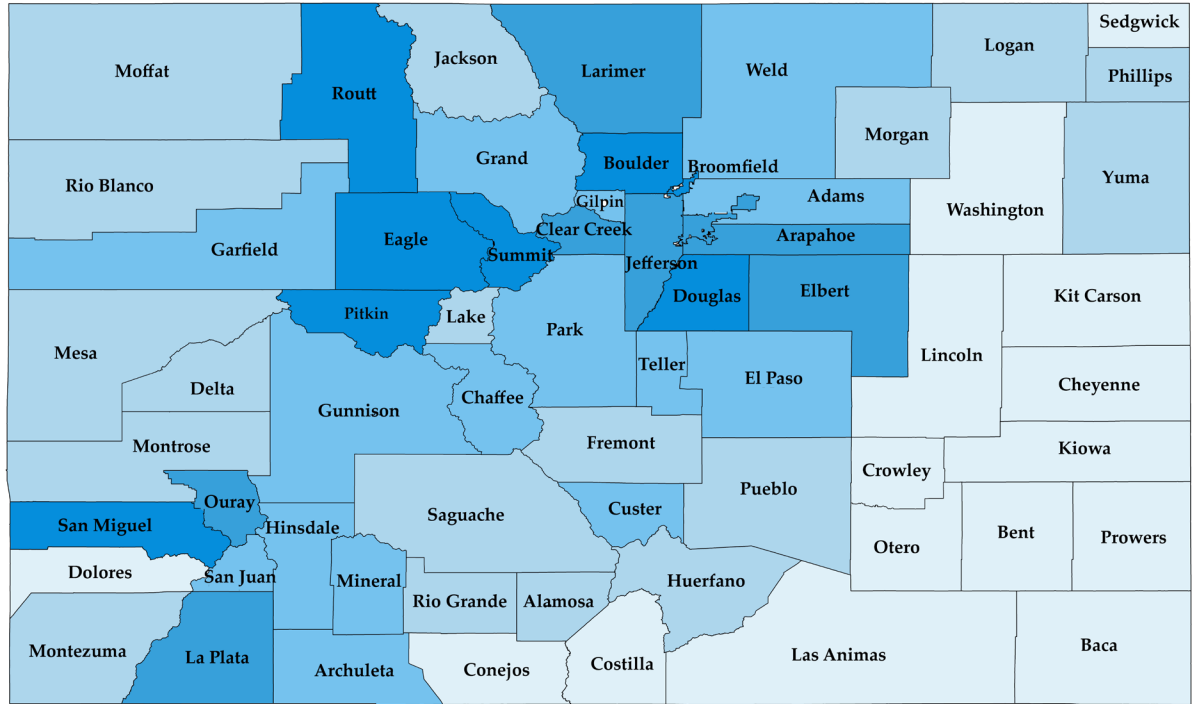 Sedgwick
Logan
Jackson
Moffat
Larimer
Weld
Phillips
Routt
Morgan
Grand
Boulder
Broomfield
Yuma
Rio Blanco
Gilpin
Adams
Washington
Clear Creek
Arapahoe
Eagle
Garfield
Summit
Jefferson
Elbert
Douglas
Kit Carson
Pitkin
Lake
Park
Mesa
Lincoln
Teller
El Paso
Cheyenne
Delta
Chaffee
Gunnison
Montrose
Fremont
Kiowa
Crowley
Pueblo
Ouray
Custer
Saguache
San Miguel
Hinsdale
Bent
Prowers
Otero
Dolores
San Juan
Mineral
Huerfano
Rio Grande
Alamosa
Baca
Montezuma
La Plata
Las Animas
Costilla
Archuleta
Conejos